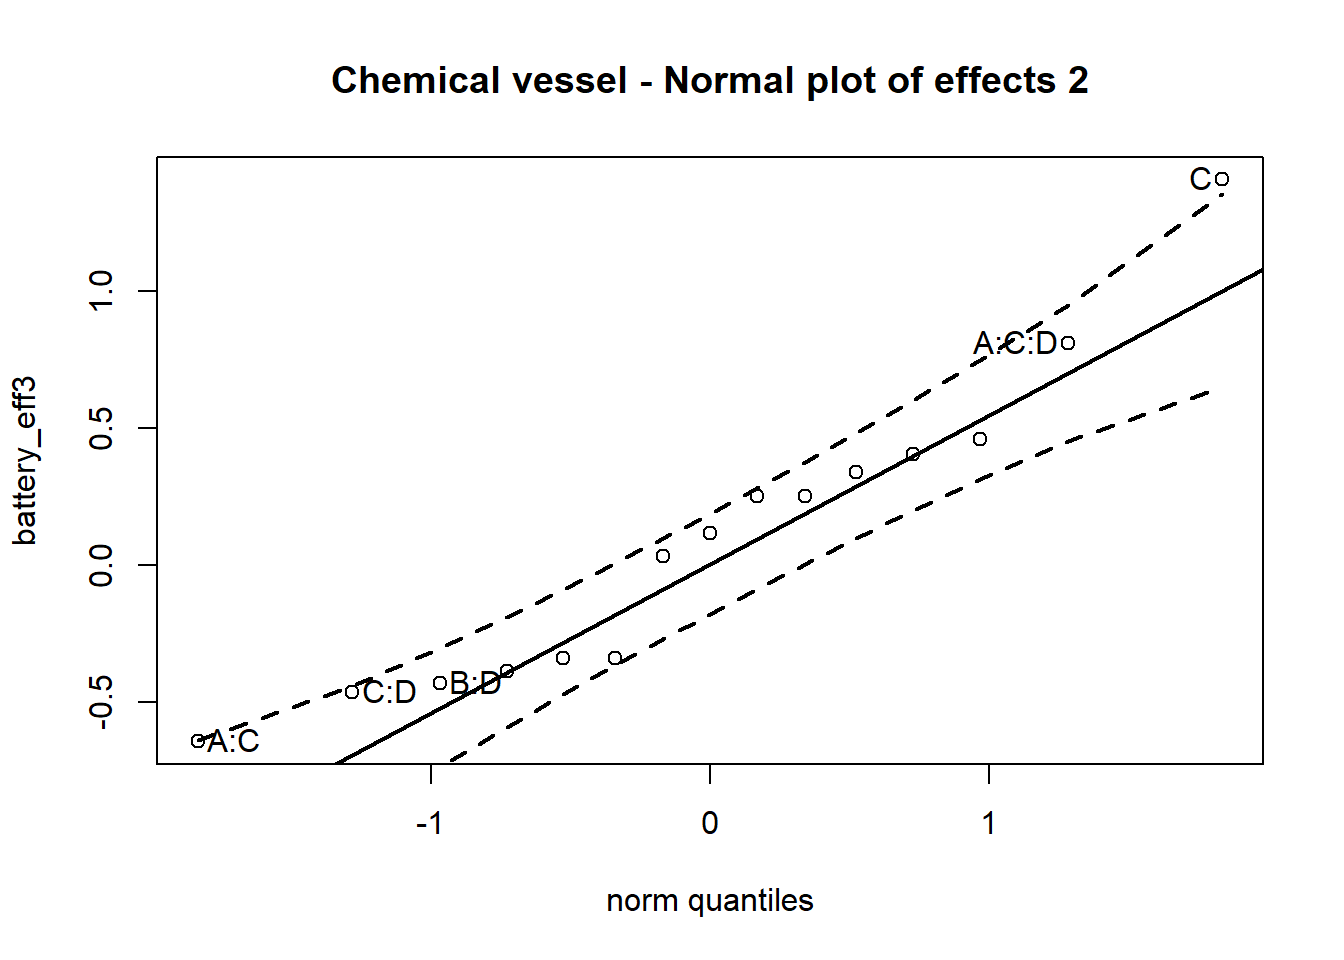 Chemical vessel - Normal plot of effects 2
C
1.0
A:C:D
0.5
battery_eff3
0.0
C:D
B:D
-0.5
A:C
-1
0
1
norm quantiles